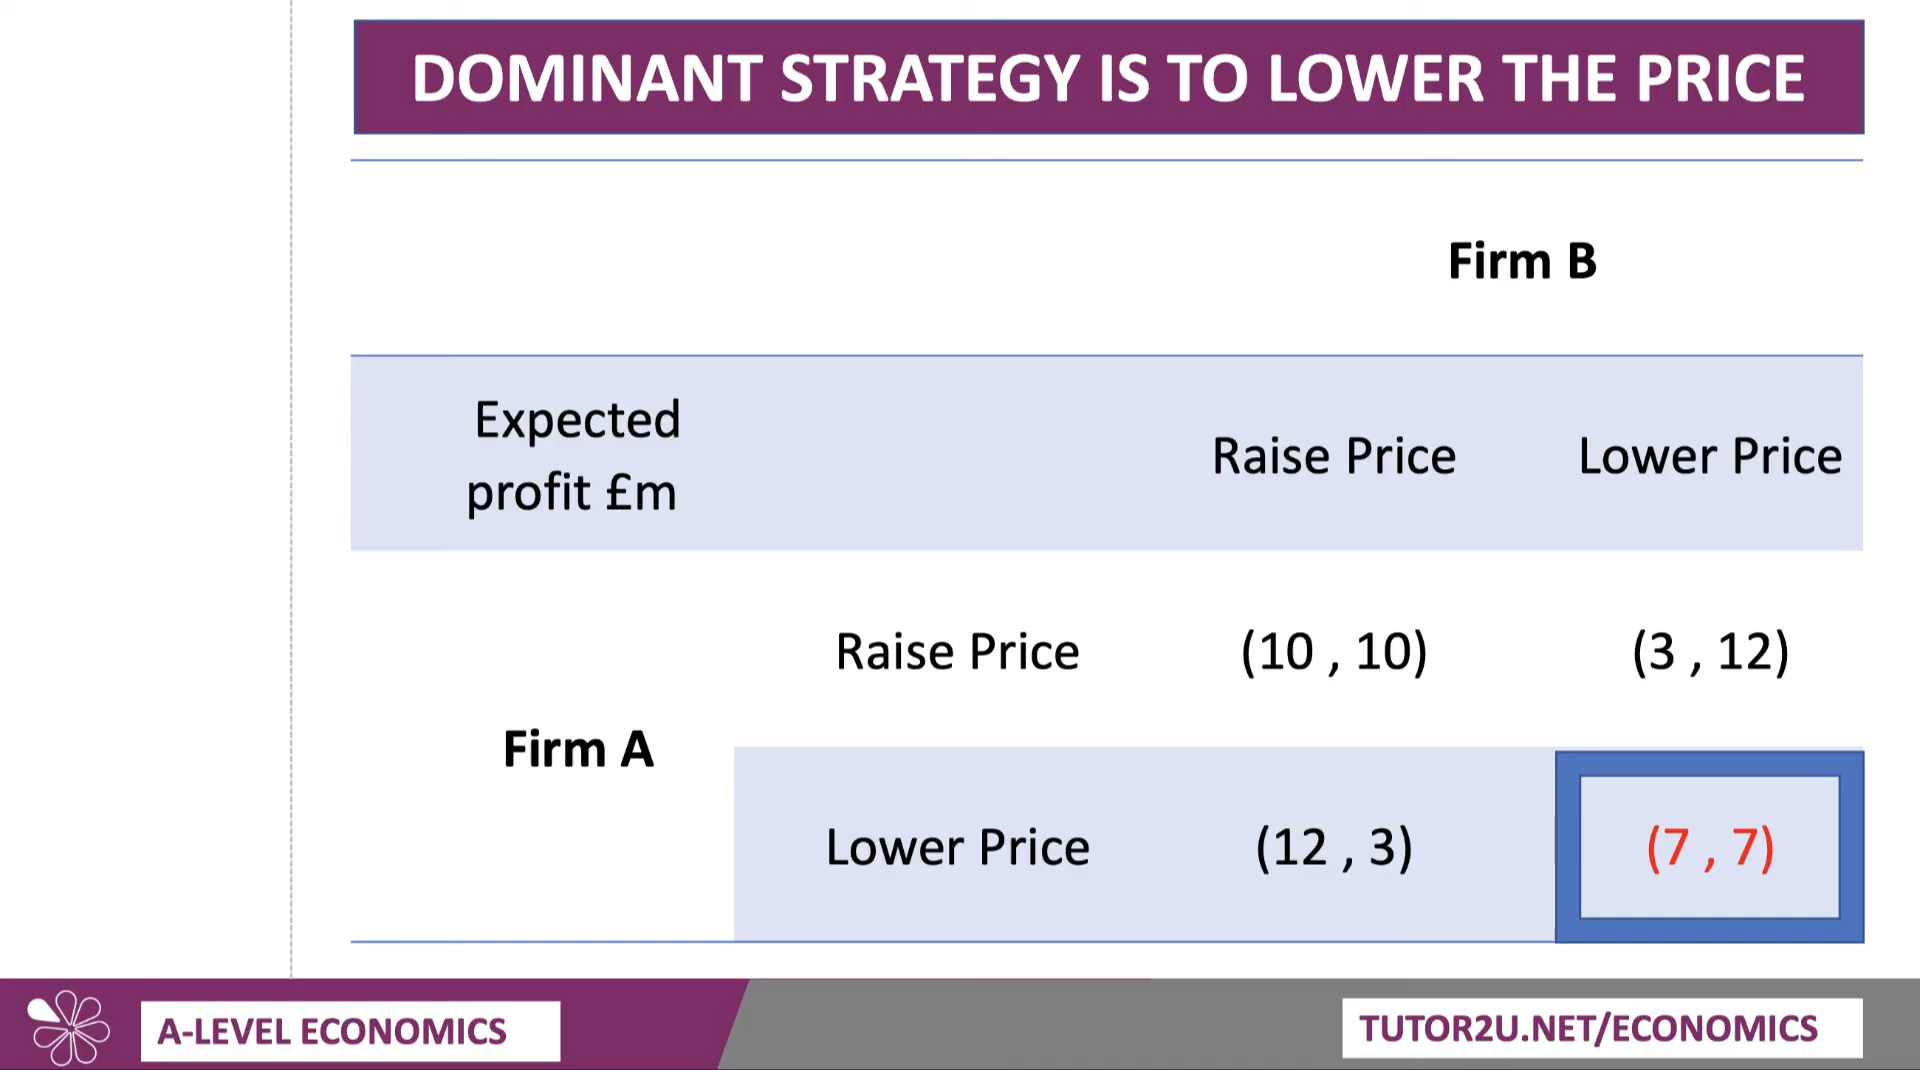 DOMINANT STRATEGY IS TO LOWER THE PRICE
Firm B
Expected
profit £m
Raise Price
Lower Price
Raise Price
(10 , 10)
(3 , 12)
Firm A
Lower Price
(12 , 3)
(7 , 7)
A-LEVEL ECONOMICS
TUTOR2U.NET/ECONOMICS